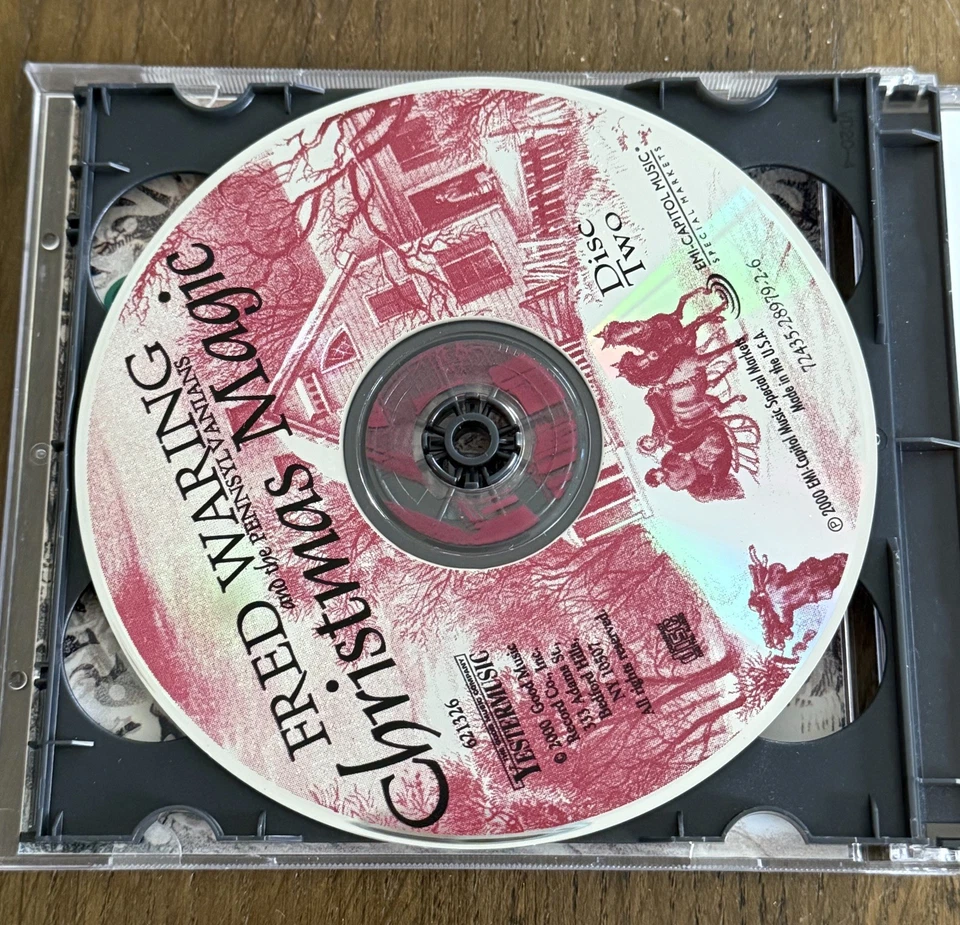 FRED WARING
and the PENNSYLVANIANS
Christmas Magic
Disc
Two
EMI-CAPITOL MUSIC
SPECIAL MARKETS
72435-28979-2-6
℗ 2000 EMI-Capitol Music Special Markets
Made in the U.S.A.
621326
YESTERMUSIC
© 2000 Good Music
Record CO., Inc.
353 Adams St.,
Bedford Hills,
NY 10507
All rights reserved.